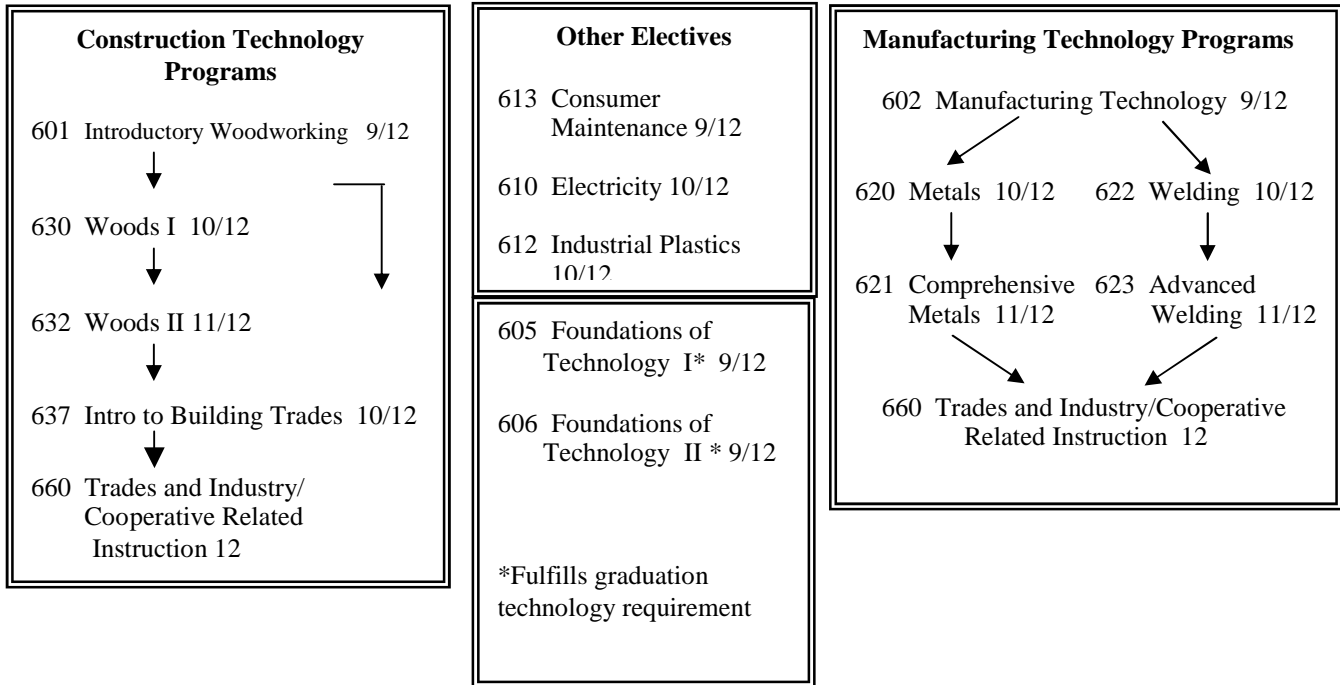 Construction Technology
Programs
601 Introductory Woodworking 9/12
630 Woods I 10/12
632 Woods II 11/12
637 Intro to Building Trades 10/12
660 Trades and Industry/
Cooperative Related
Instruction 12
Other Electives
613 Consumer
Maintenance 9/12
610 Electricity 10/12
612 Industrial Plastics
10/12
605 Foundations of
Technology I* 9/12
606 Foundations of
Technology II * 9/12
*Fulfills graduation
technology requirement
Manufacturing Technology Programs
602 Manufacturing Technology 9/12
620 Metals 10/12 622 Welding 10/12
621 Comprehensive 623 Advanced
Metals 11/12 Welding 11/12
660 Trades and Industry/Cooperative
Related Instruction 12